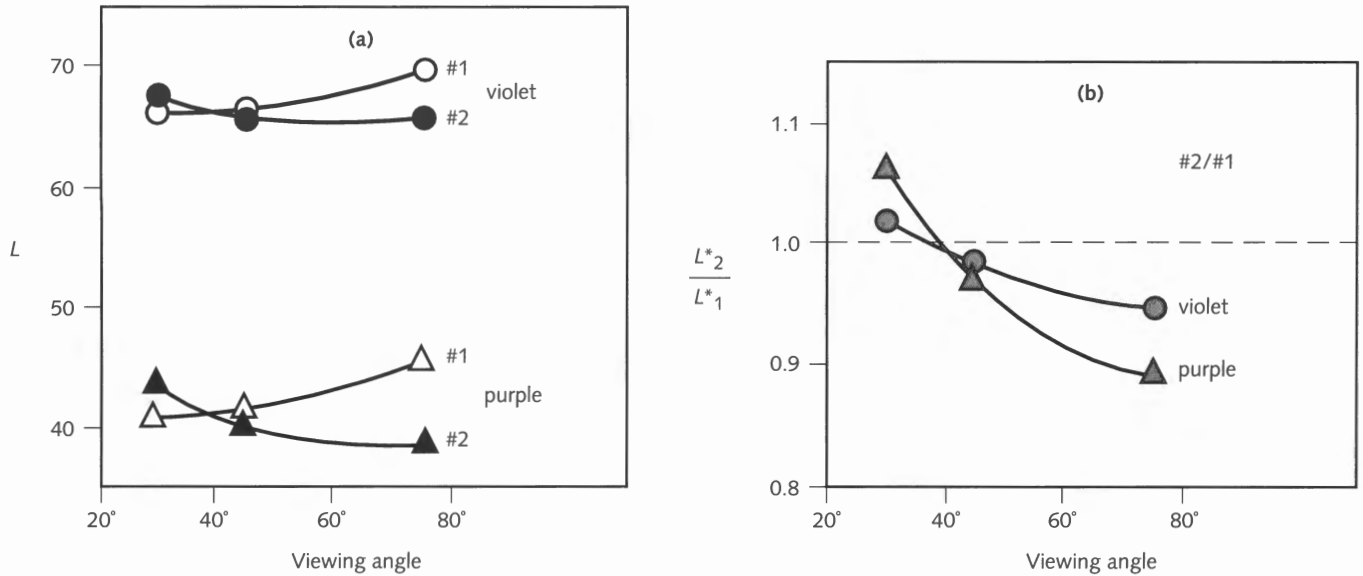 (a)
70
#1
violet
#2
60
L
50
#1
purple
40
#2
20° 40° 60° 80°
Viewing angle
(b)
1.1
#2/#1
1.0
L*2
L*1
violet
0.9
purple
0.8
20° 40° 60° 80°
Viewing angle